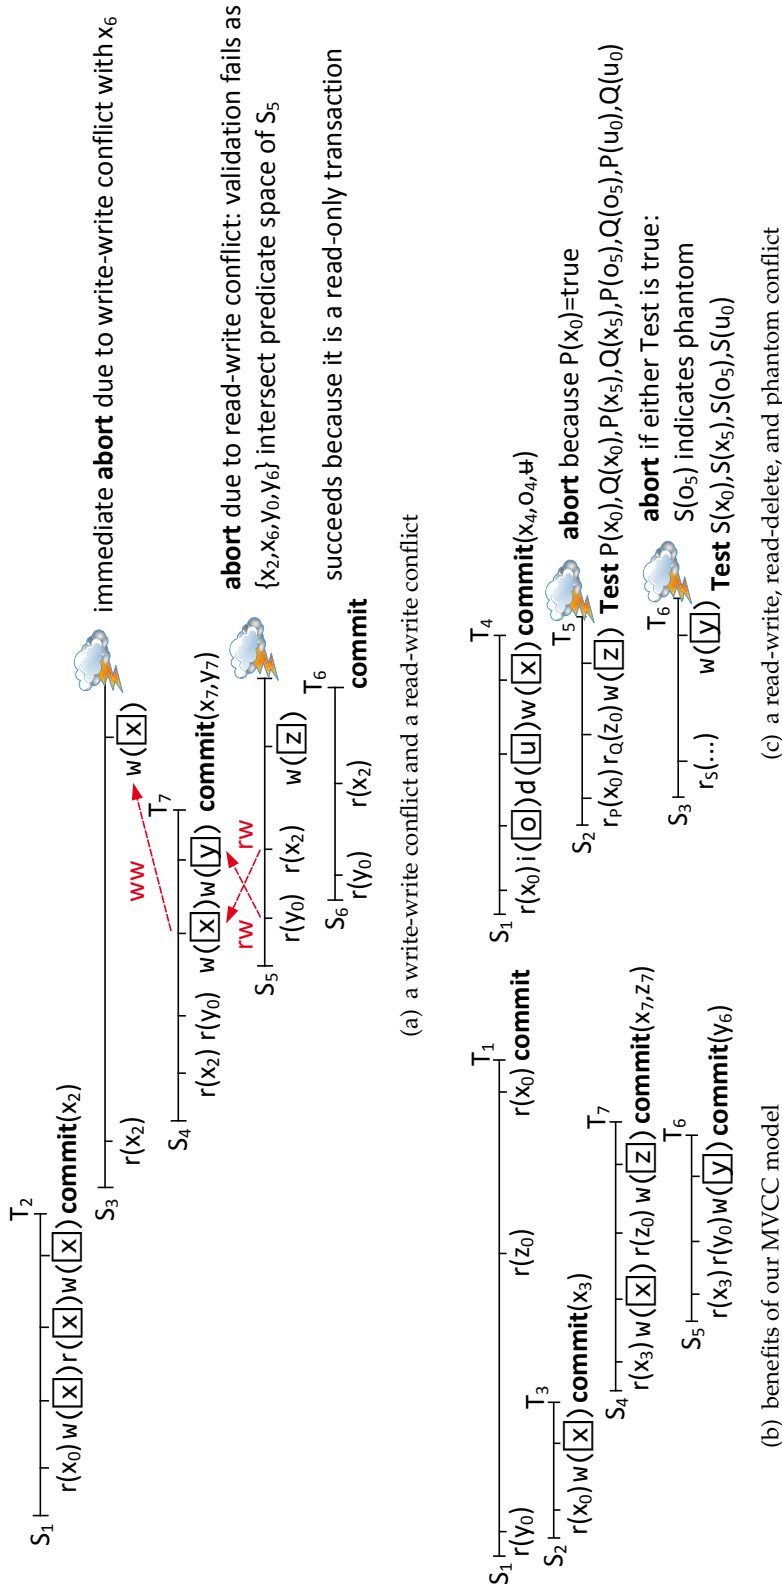 S1 T2
r(x0) w(x) r(x) w(x) commit(x2)
S3
r(x2) w(x)
immediate abort due to write-write conflict with x6
ww
S4 T7
r(x2) r(y0) w(x) w(y) commit(x7,y7)
rw rw
S5
r(y0) r(x2) w(z)
abort due to read-write conflict: validation fails as
{x2,x6,y0,y6} intersect predicate space of S5
S6 T6
r(y0) r(x2) commit
succeeds because it is a read-only transaction
(a) a write-write conflict and a read-write conflict
S1 T1
r(y0) r(z0) r(x0) commit
S2 T3
r(x0) w(x) commit(x3)
S4 T7
r(x3) w(x) r(z0) w(z) commit(x7,z7)
S5 T6
r(x3) r(y0) w(y) commit(y6)
(b) benefits of our MVCC model
S1 T4
r(x0) i(o) d(u) w(x) commit(x4,o4,u)
S2 T5
abort because P(x0)=true
rP(x0) rQ(z0) w(z) Test P(x0),Q(x0),P(x5),Q(x5),P(o5),Q(o5),P(u0),Q(u0)
S3 T6
abort if either Test is true:
S(o5) indicates phantom
rS(...) w(y) Test S(x0),S(x5),S(o5),S(u0)
(c) a read-write, read-delete, and phantom conflict